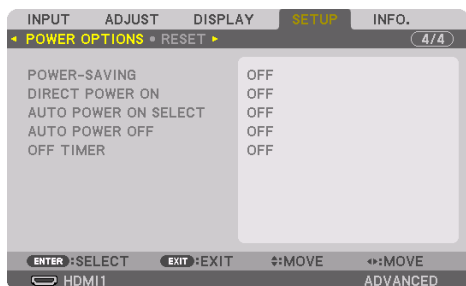 INPUT ADJUST DISPLAY SETUP INFO.
POWER OPTIONS • RESET 4/4
POWER-SAVING OFF
DIRECT POWER ON OFF
AUTO POWER ON SELECT OFF
AUTO POWER OFF OFF
OFF TIMER OFF
ENTER:SELECT EXIT:EXIT :MOVE :MOVE
HDMI1 ADVANCED